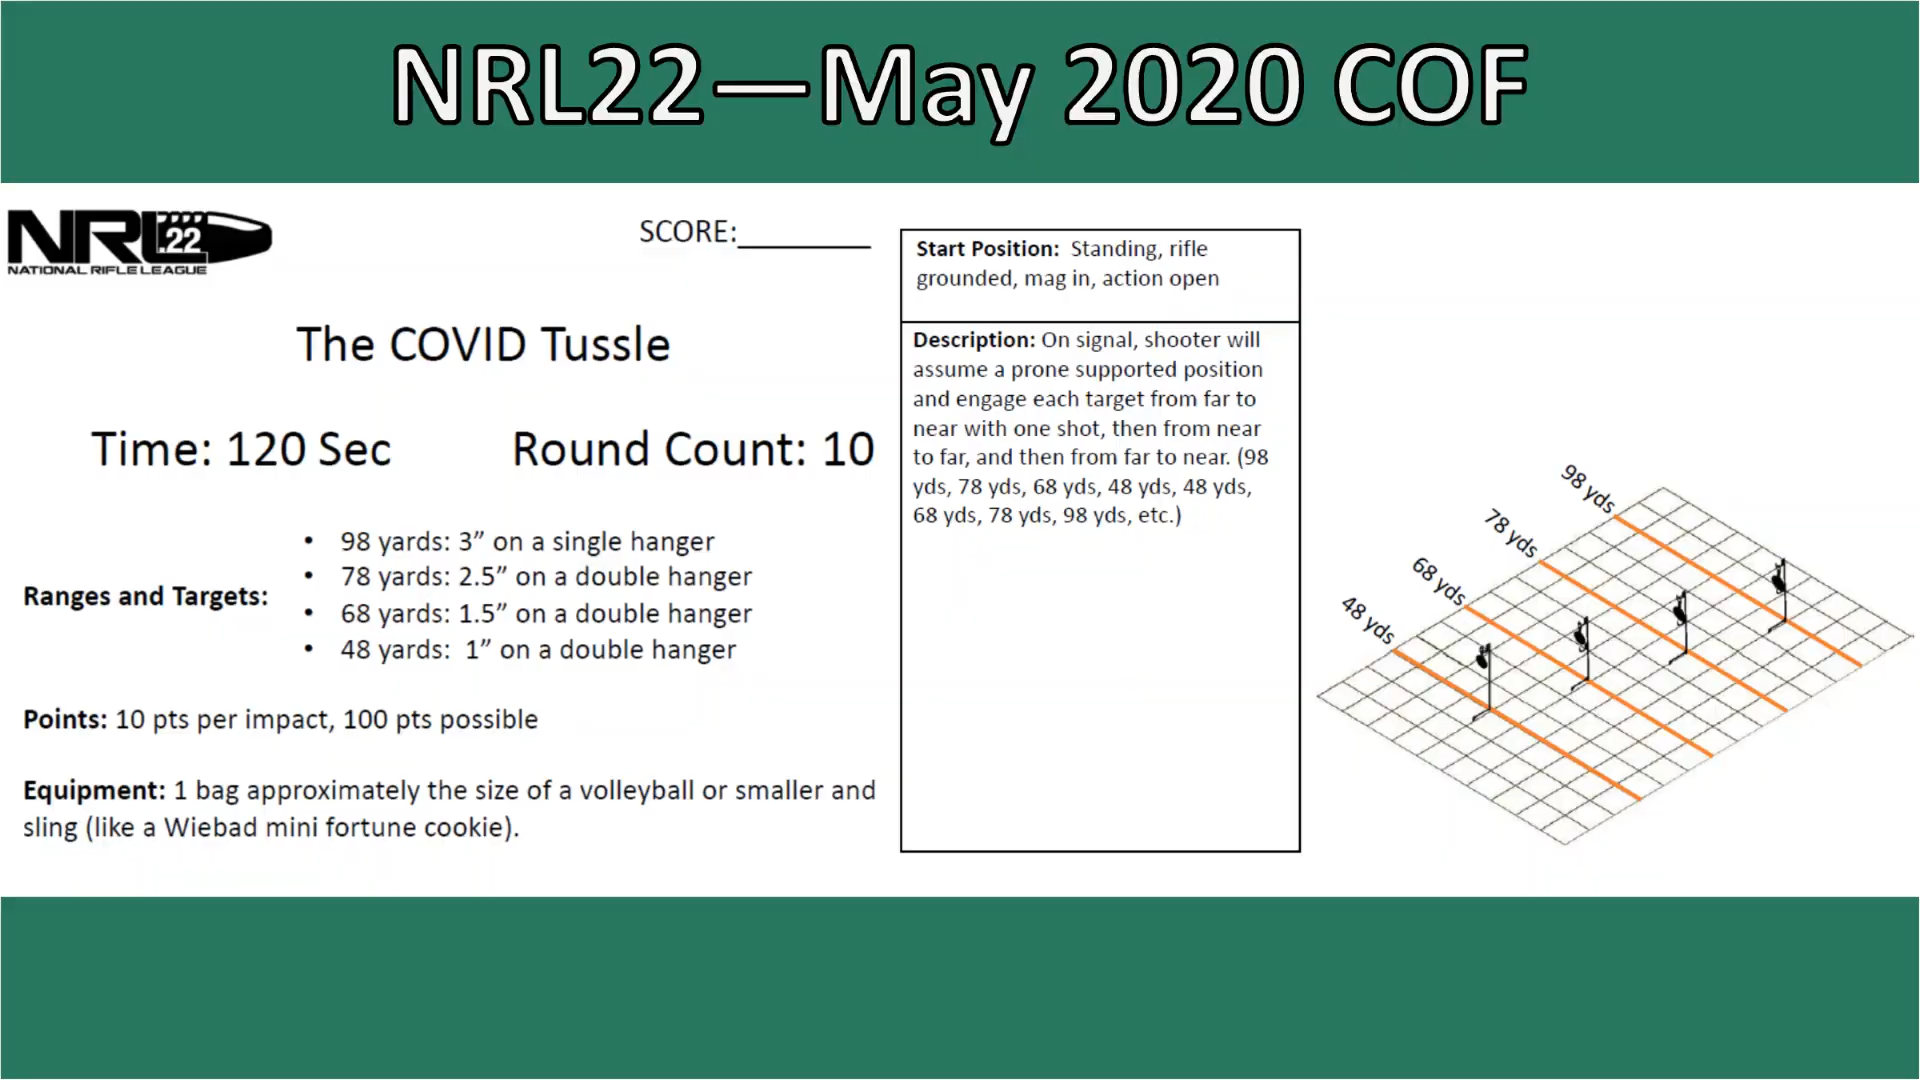 NRL22—May 2020 COF
NRL .22
NATIONAL RIFLE LEAGUE
SCORE:_________
The COVID Tussle
Time: 120 Sec Round Count: 10
Ranges and Targets:
• 98 yards: 3” on a single hanger
• 78 yards: 2.5” on a double hanger
• 68 yards: 1.5” on a double hanger
• 48 yards: 1” on a double hanger
Points: 10 pts per impact, 100 pts possible
Equipment: 1 bag approximately the size of a volleyball or smaller and
sling (like a Wiebad mini fortune cookie).
Start Position: Standing, rifle
grounded, mag in, action open
Description: On signal, shooter will
assume a prone supported position
and engage each target from far to
near with one shot, then from near
to far, and then from far to near. (98
yds, 78 yds, 68 yds, 48 yds, 48 yds,
68 yds, 78 yds, 98 yds, etc.)
98 yds
78 yds
68 yds
48 yds